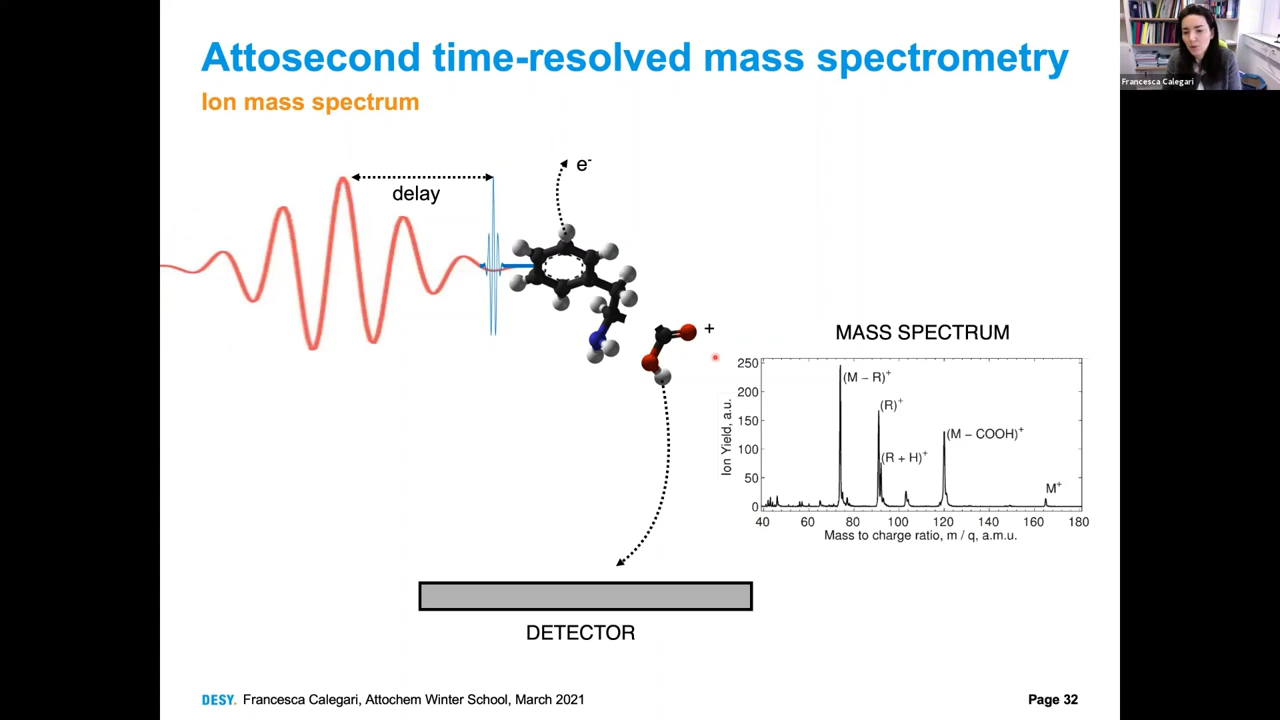 Attosecond time-resolved mass spectrometry
Ion mass spectrum
Francesca Calegari
delay
e-
+
MASS SPECTRUM
Ion Yield, a.u.
250
200
150
100
50
0
(M – R)+
(R)+
(R + H)+
(M – COOH)+
M+
40 60 80 100 120 140 160 180
Mass to charge ratio, m / q, a.m.u.
DETECTOR
DESY. Francesca Calegari, Attochem Winter School, March 2021
Page 32